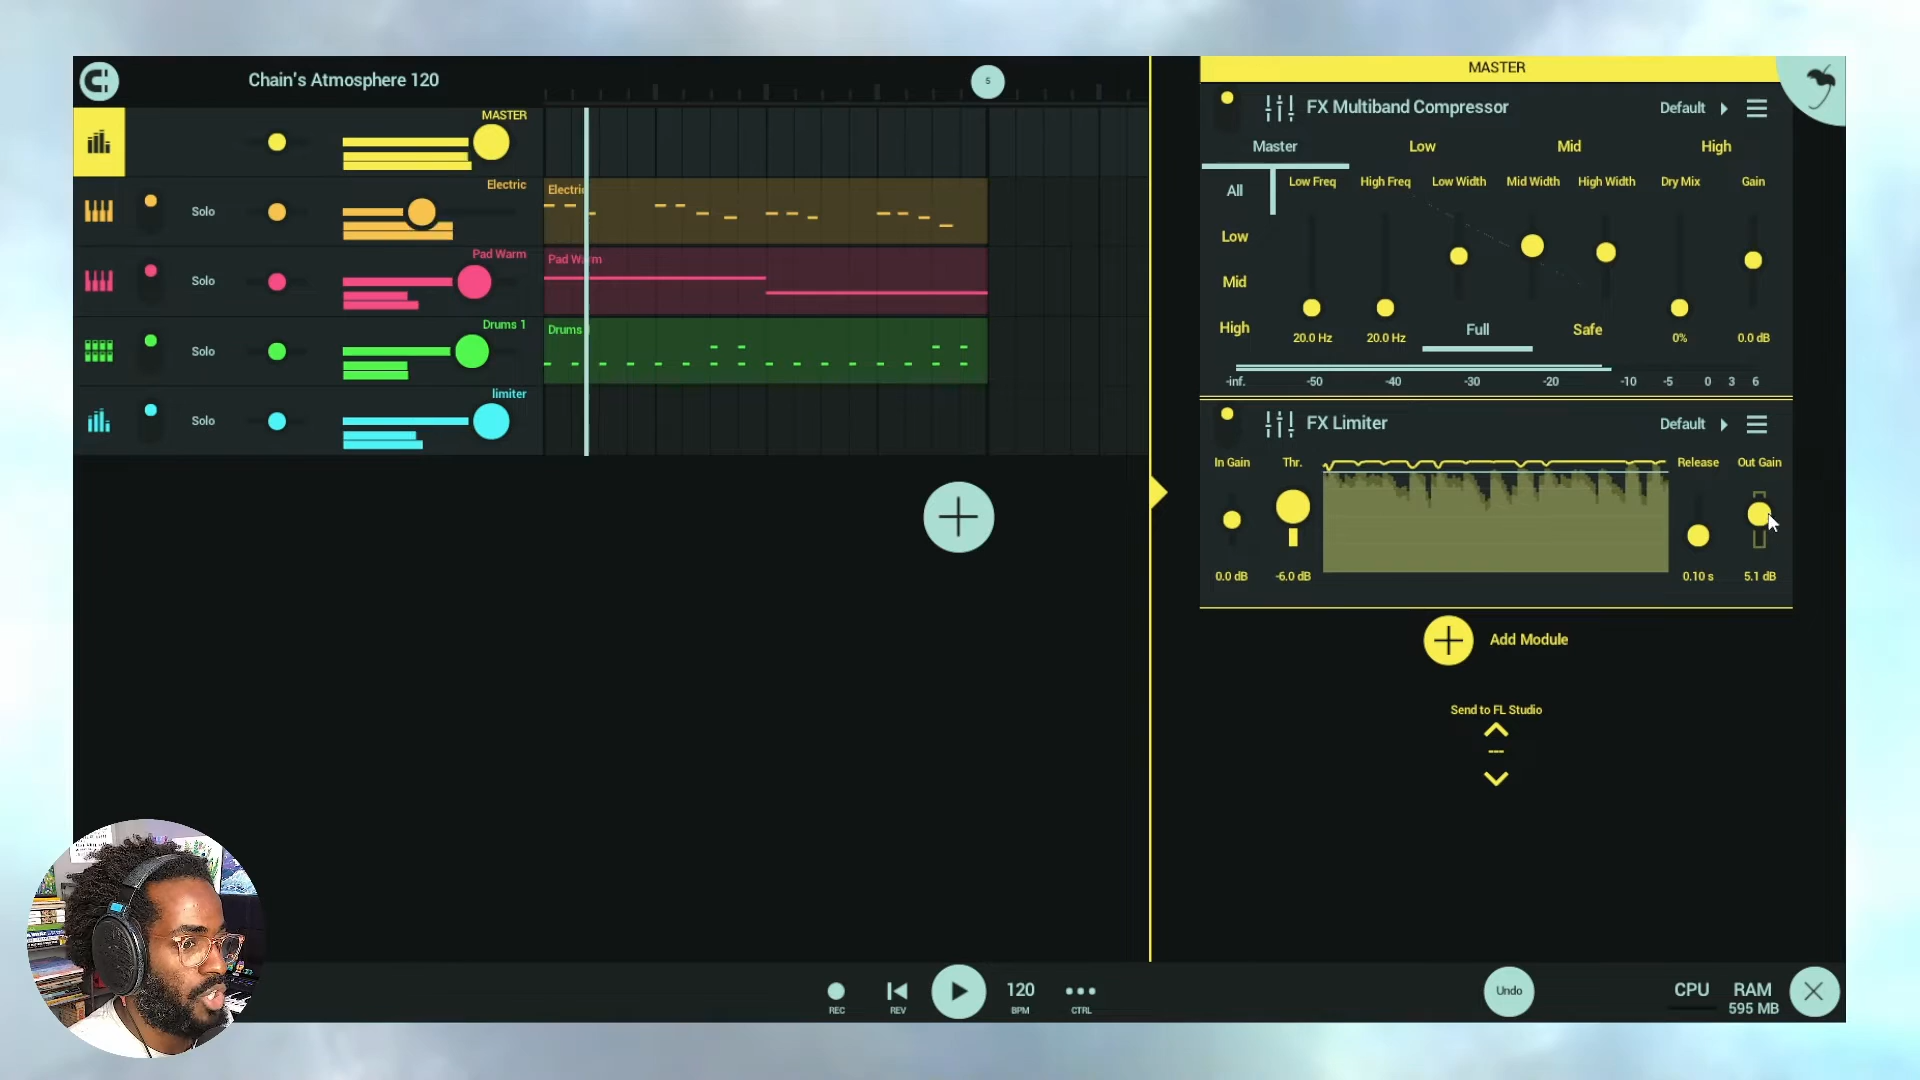 Chain's Atmosphere 120
5
MASTER
Electric
Solo
Electric
Pad Warm
Solo
Pad Warm
Drums 1
Solo
Drums
limiter
Solo
MASTER
FX Multiband Compressor
Default
Master
Low
Mid
High
All
Low
Mid
High
Low Freq
High Freq
Low Width
Mid Width
High Width
Dry Mix
Gain
20.0 Hz
20.0 Hz
Full
Safe
0%
0.0 dB
-inf.
-50
-40
-30
-20
-10
-5
0
3
6
FX Limiter
Default
In Gain
Thr.
Release
Out Gain
0.0 dB
-6.0 dB
0.10 s
5.1 dB
Add Module
Send to FL Studio
---
REC
REV
120
BPM
CTRL
Undo
CPU
RAM
595 MB